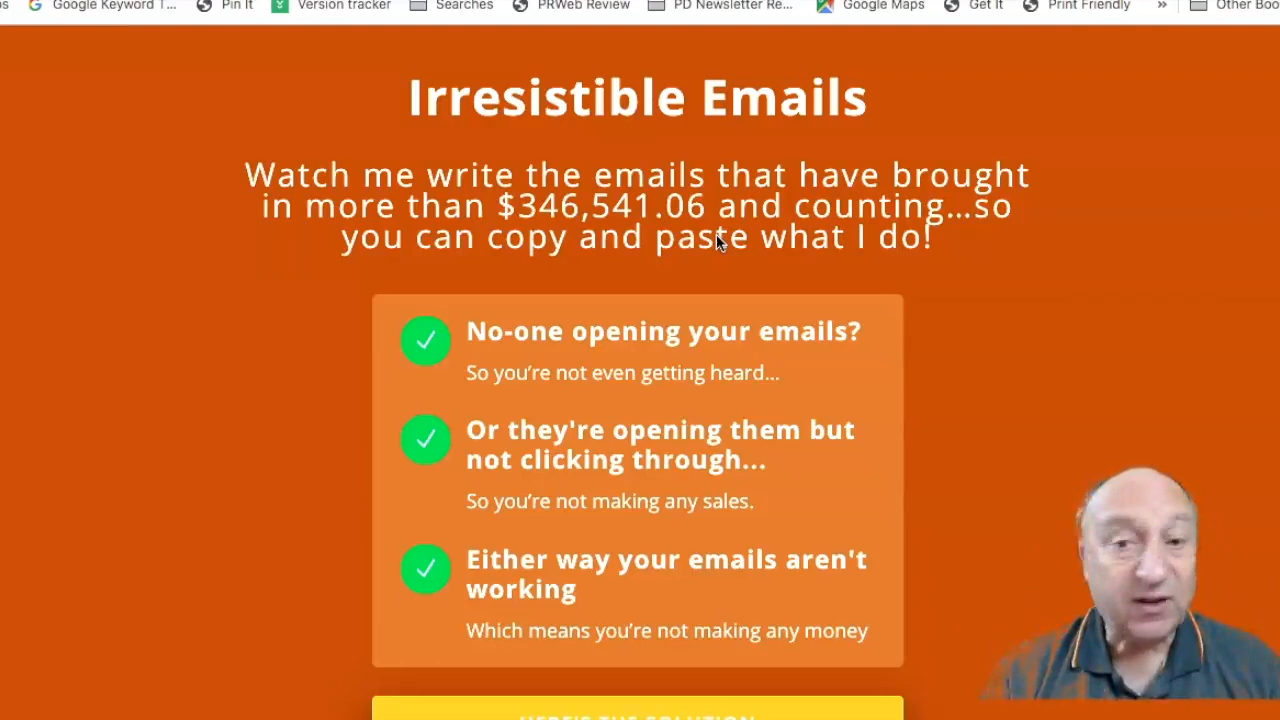 Google Keyword T... Pin It Version tracker Searches PRWeb Review PD Newsletter Re... Google Maps Get It Print Friendly » Other Boo
Irresistible Emails
Watch me write the emails that have brought
in more than $346,541.06 and counting...so
you can copy and paste what I do!
No-one opening your emails?
So you're not even getting heard...
Or they're opening them but
not clicking through...
So you're not making any sales.
Either way your emails aren't
working
Which means you're not making any money
HERE'S THE SOLUTION